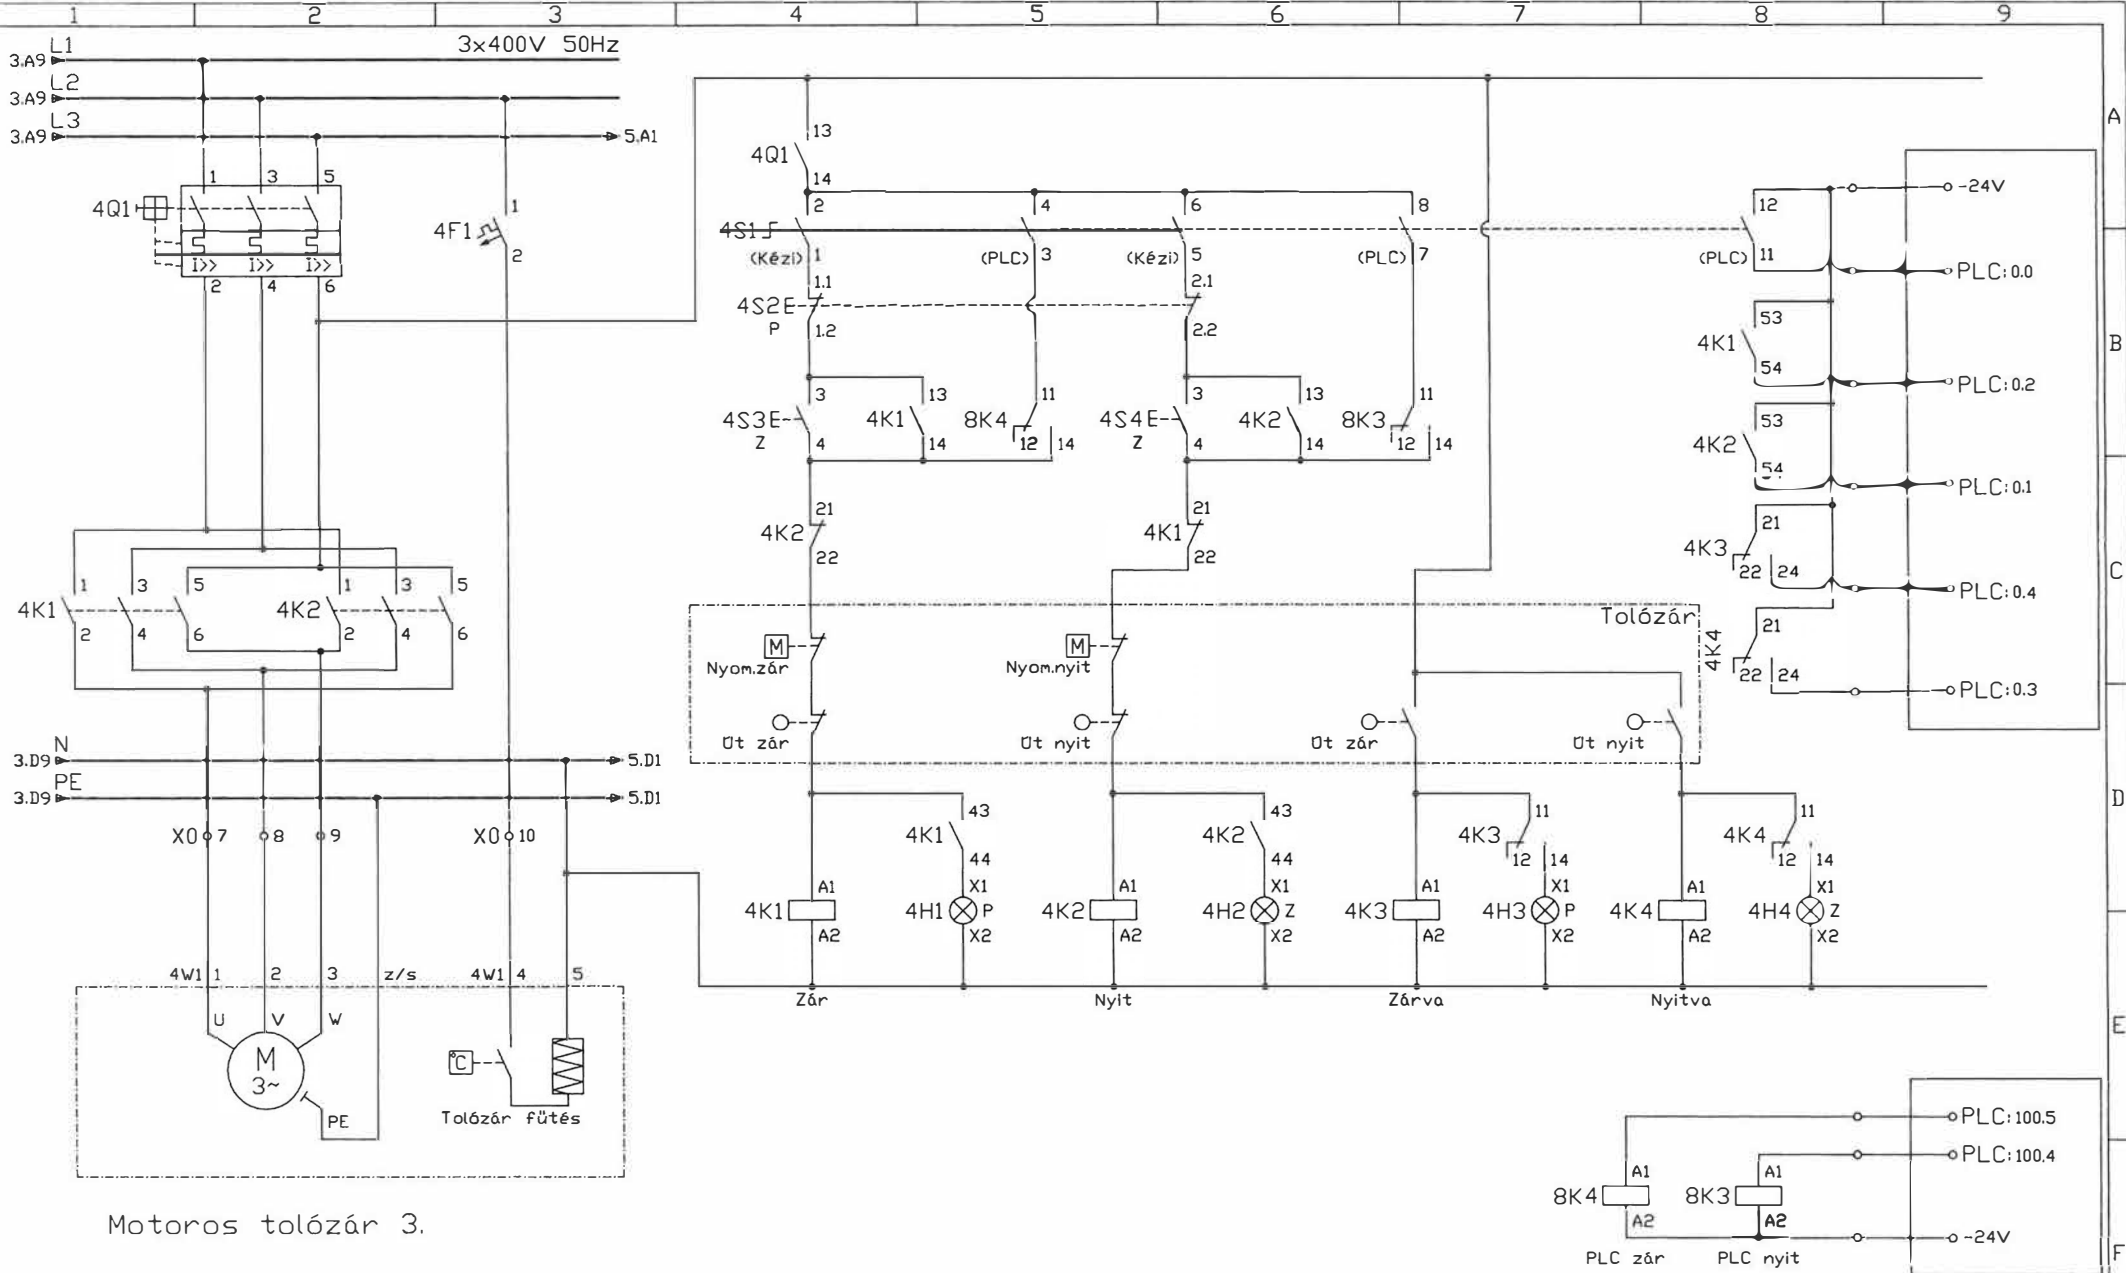 1 2 3 4 5 6 7 8 9
L1 3x400V 50Hz
3.A9
L2
3.A9
L3
3.A9 5.A1
A
13
4Q1
14
1 3 5
4Q1
I>> I>> I>>
2 4 6
1
4F1
2
2 4 6 8 12
4S1
(Kézi) 1 (PLC) 3 (Kézi) 5 (PLC) 7 (PLC) 11
-24V
PLC:0.0
1.1 2.1
4S2E
P 1.2 2.2
53
4K1
54
PLC:0.2
B
3 13 11 3 13 11
4S3E 4K1 8K4 4S4E 4K2 8K3
Z 4 14 12 14 Z 4 14 12 14
53
4K2
54
PLC:0.1
21 21
4K2 4K1
22 22
21
4K3
22 24
PLC:0.4
C
1 3 5 1 3 5
4K1 4K2
2 4 6 2 4 6
Tolózár
21
4K4
22 24
PLC:0.3
M M
Nyom.zár Nyom.nyit
Út zár Út nyit Út zár Út nyit
N
3.D9 5.D1
PE
3.D9 5.D1
D
X0 7 8 9 X0 10
43 43 11 11
4K1 4K2 4K3 4K4
44 44 12 14 12 14
A1 X1 A1 X1 A1 X1 A1 X1
4K1 4H1 P 4K2 4H2 Z 4K3 4H3 P 4K4 4H4 Z
A2 X2 A2 X2 A2 X2 A2 X2
4W1 1 2 3 z/s 4W1 4 5
Zár Nyit Zárva Nyitva
E
U V W
M
3~
°C
PE
Tolózár fűtés
PLC:100.5
PLC:100.4
A1 A1
8K4 8K3
A2 A2
-24V
PLC zár PLC nyit
F
Motoros tolózár 3.